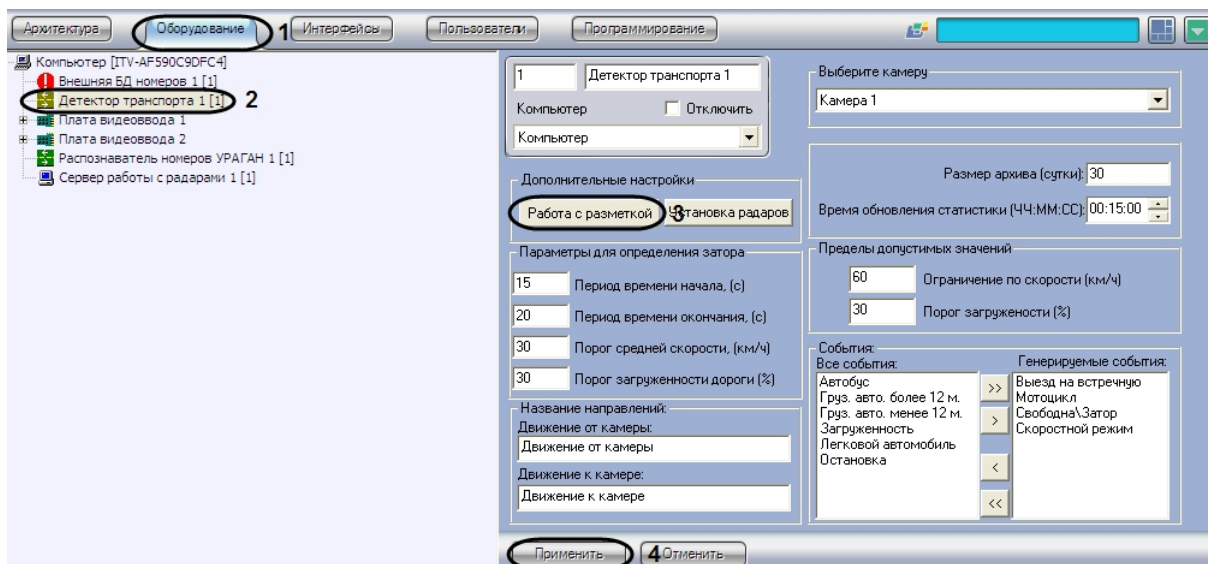 Архитектура Оборудование 1 Интерфейсы Пользователи Программирование
Компьютер [ITV-AF590C9DFC4]
Внешняя БД номеров 1 [1]
Детектор транспорта 1 [1] 2
Плата видеоввода 1
Плата видеоввода 2
Распознаватель номеров УРАГАН 1 [1]
Сервер работы с радарами 1 [1]
1 Детектор транспорта 1
Компьютер Отключить
Компьютер
Дополнительные настройки
Работа с разметкой 3 Установка радаров
Параметры для определения затора
15 Период времени начала, (с)
20 Период времени окончания, (с)
30 Порог средней скорости, (км/ч)
30 Порог загруженности дороги (%)
Название направлений:
Движение от камеры:
Движение от камеры
Движение к камере:
Движение к камере
Выберите камеру
Камера 1
Размер архива (сутки): 30
Время обновления статистики (ЧЧ:ММ:СС): 00:15:00
Пределы допустимых значений
60 Ограничение по скорости (км/ч)
30 Порог загружености (%)
События:
Все события:
Автобус
Груз. авто. более 12 м.
Груз. авто. менее 12 м.
Загруженность
Легковой автомобиль
Остановка
>>
>
<
<<
Генерируемые события:
Выезд на встречную
Мотоцикл
Свободна\Затор
Скоростной режим
Применить 4 Отменить